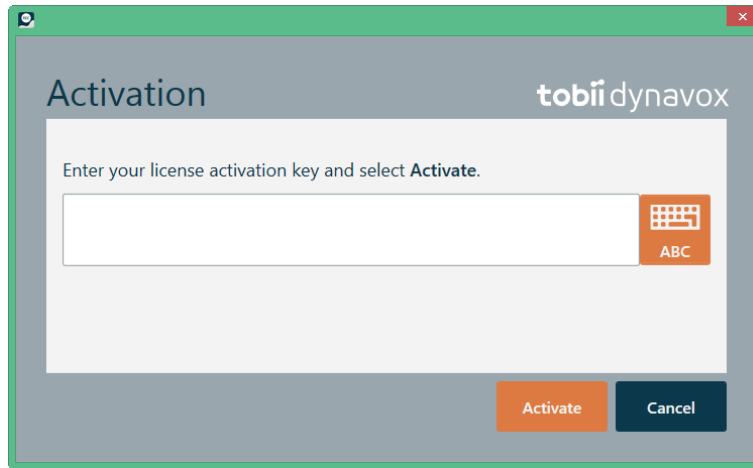 Activation
tobii dynavox
Enter your license activation key and select Activate.
ABC
Activate
Cancel